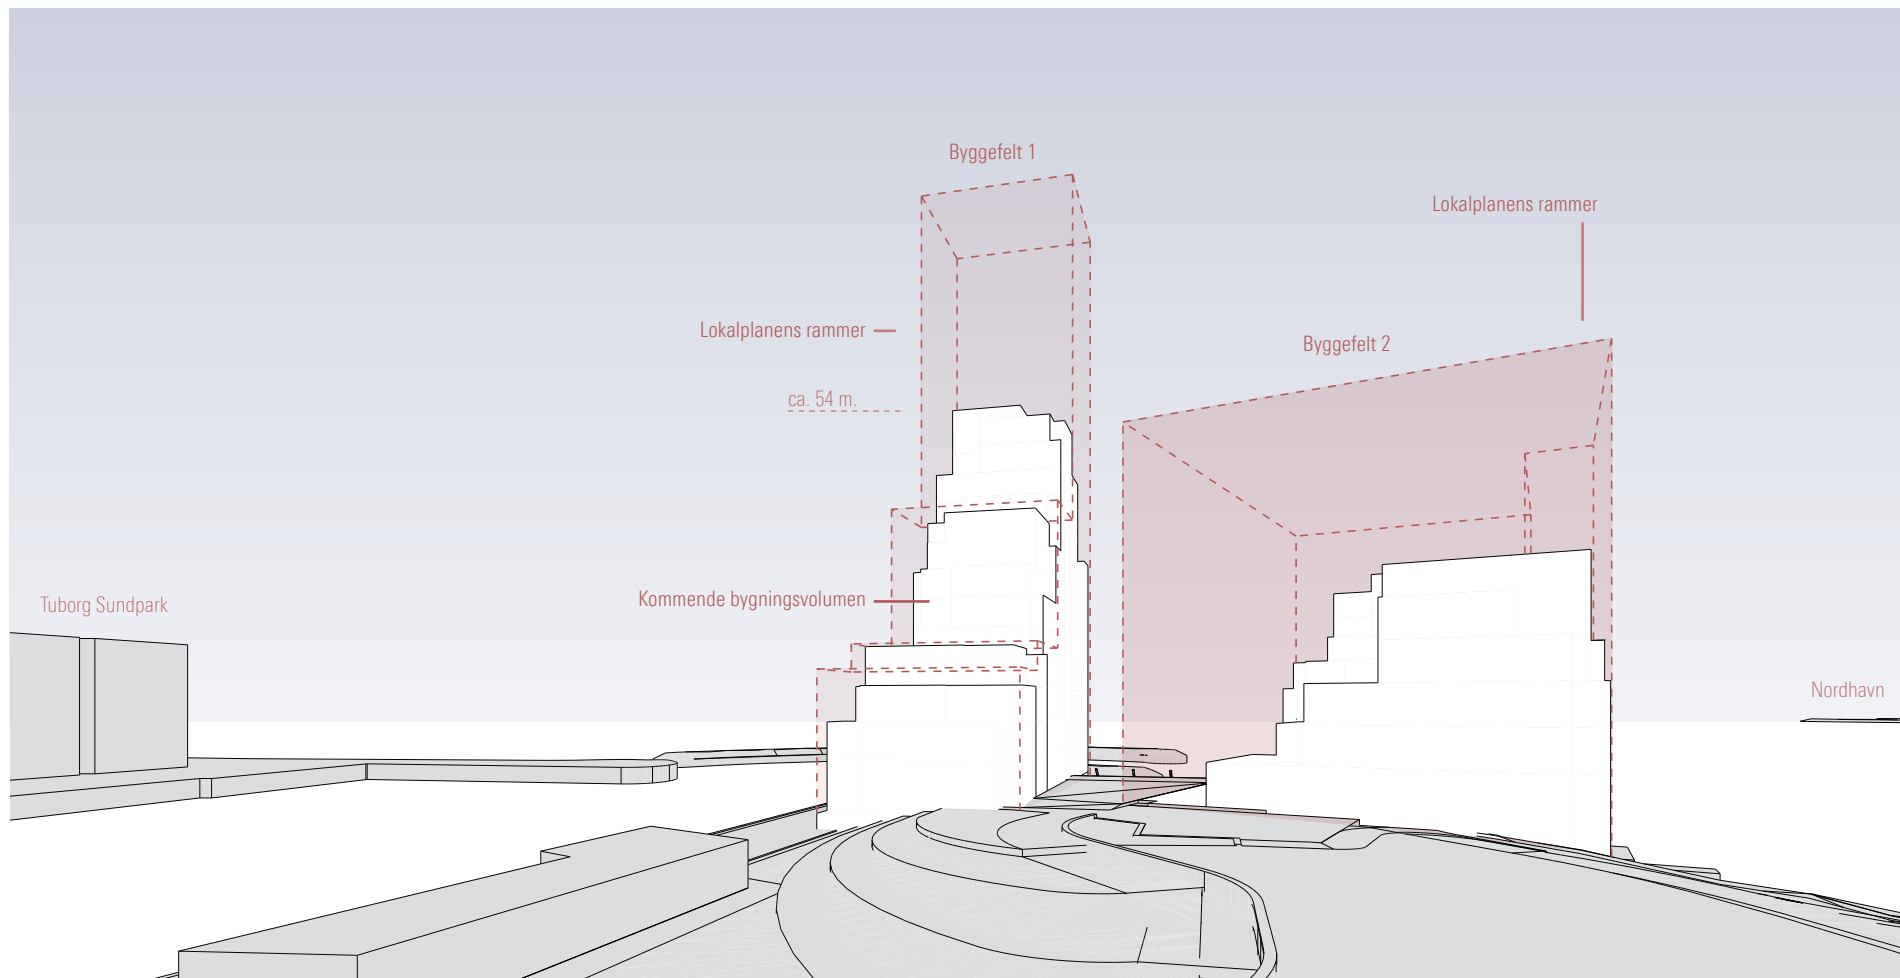 Byggefelt 1
Lokalplanens rammer
Lokalplanens rammer
Byggefelt 2
ca. 54 m.
Kommende bygningsvolumen
Tuborg Sundpark
Nordhavn